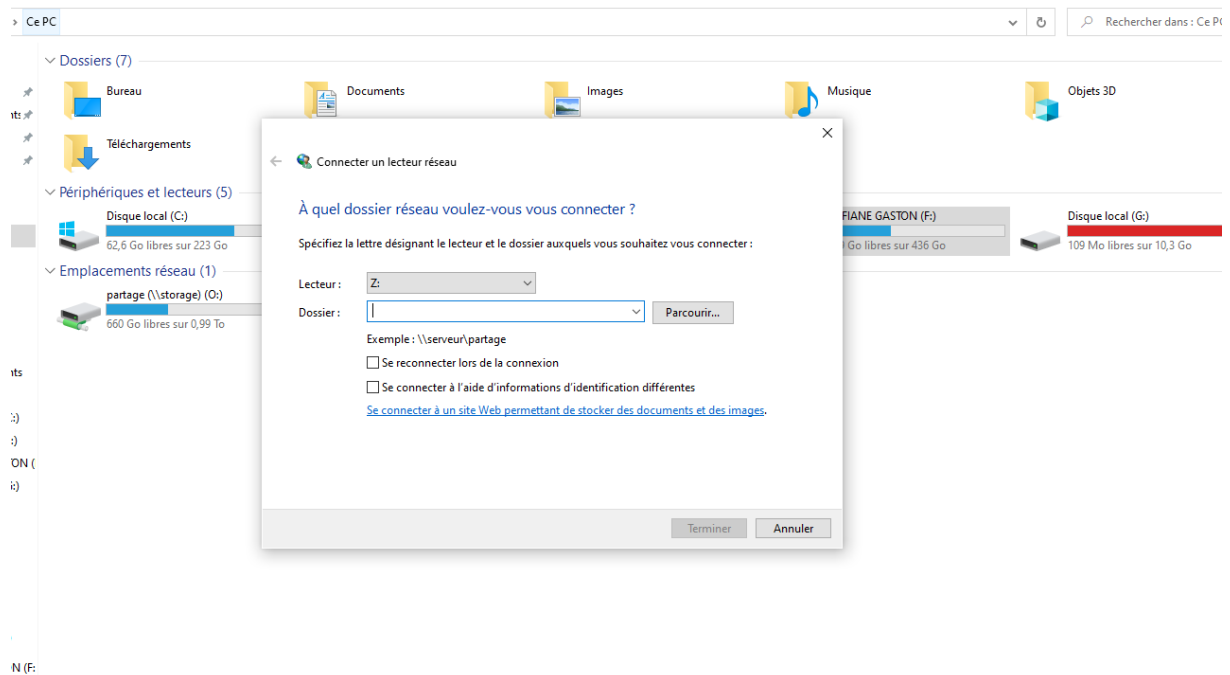 Ce PC
Rechercher dans : Ce
Dossiers (7)
Bureau
Documents
Images
Musique
Objets 3D
Téléchargements
Connecter un lecteur réseau
Périphériques et lecteurs (5)
À quel dossier réseau voulez-vous vous connecter ?
Disque local (C:)
FIANE GASTON (F:)
Disque local (G:)
62,6 Go libres sur 223 Go
Go libres sur 436 Go
109 Mo libres sur 10,3 Go
Spécifiez la lettre désignant le lecteur et le dossier auxquels vous souhaitez vous connecter :
Emplacements réseau (1)
partage (\\storage) (O:)
660 Go libres sur 0,99 To
Lecteur :
Z:
Dossier :
Parcourir...
Exemple : \\serveur\partage
Se reconnecter lors de la connexion
Se connecter à l'aide d'informations d'identification différentes
Se connecter à un site Web permettant de stocker des documents et des images.
Terminer
Annuler